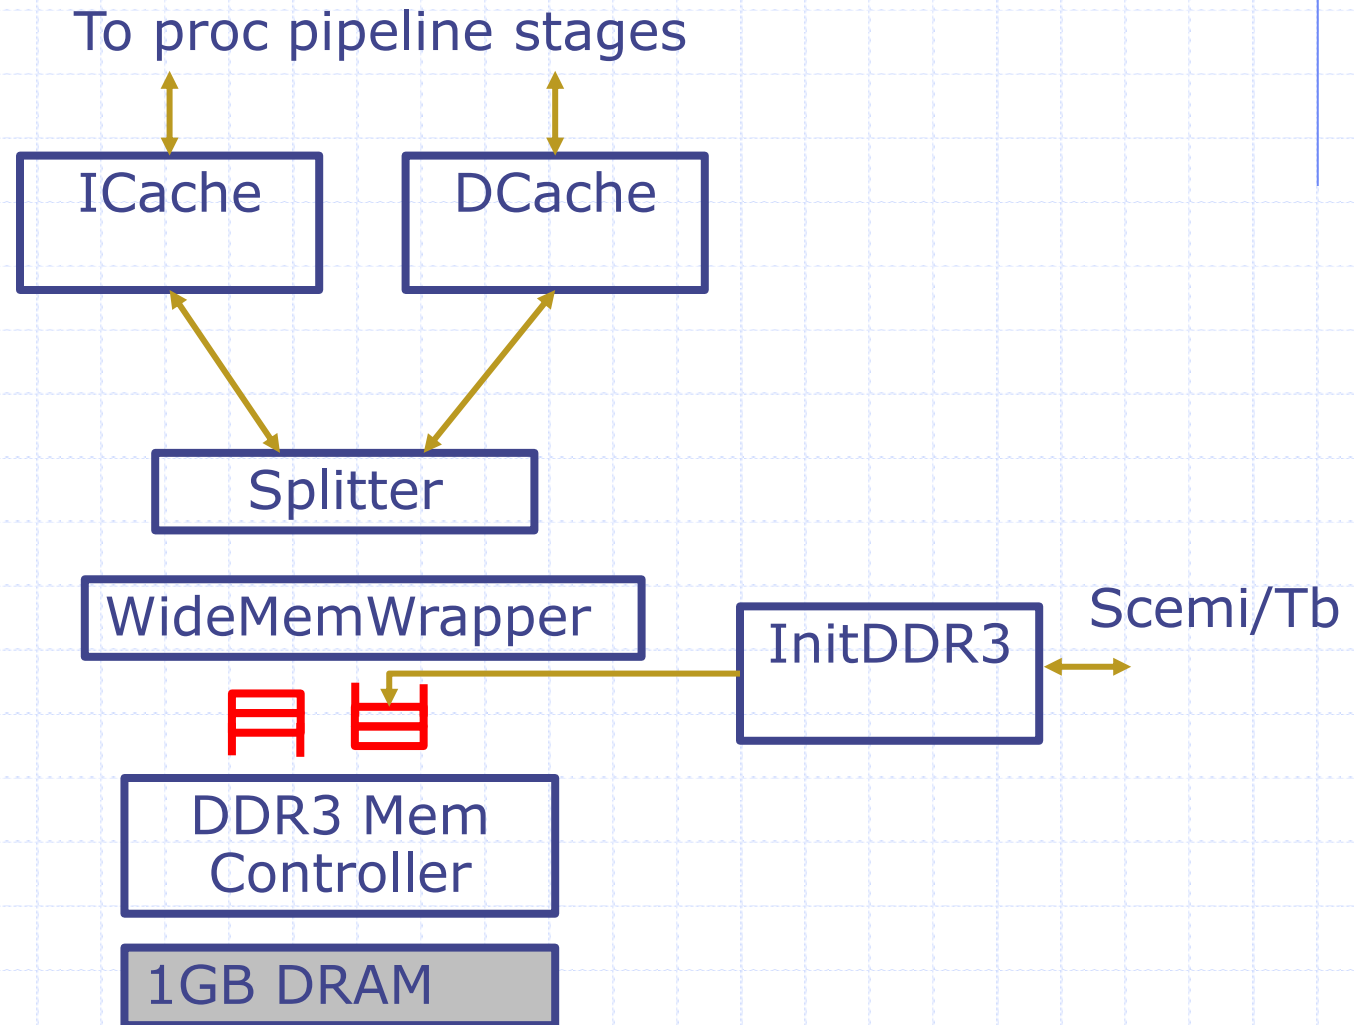 To proc pipeline stages
ICache
DCache
Splitter
WideMemWrapper
Scemi/Tb
InitDDR3
DDR3 Mem
Controller
1GB DRAM